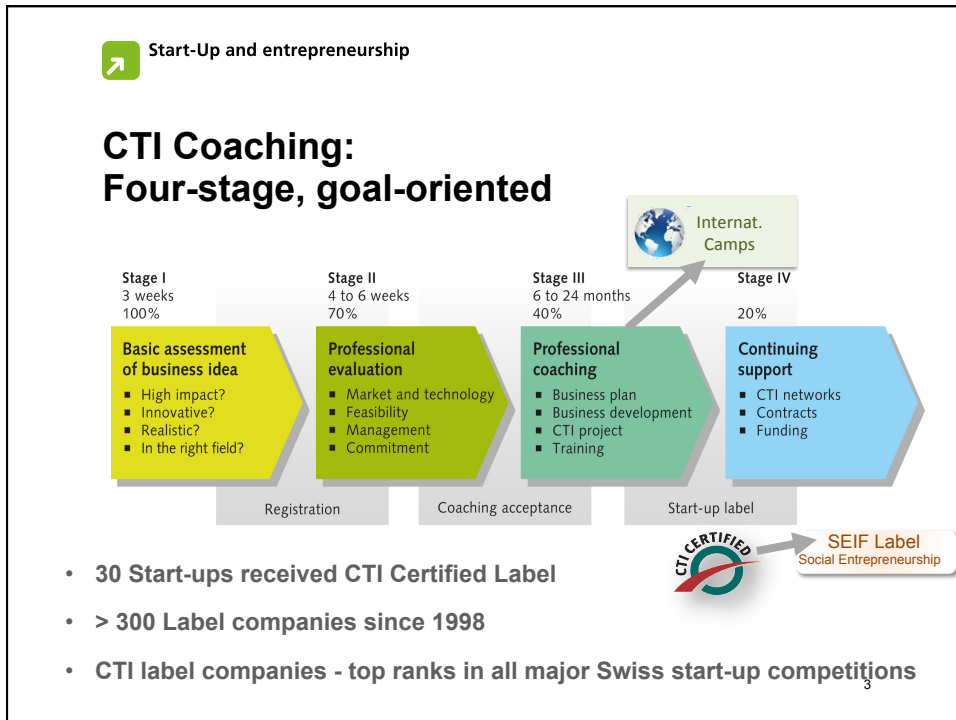 Start-Up and entrepreneurship
CTI Coaching:
Four-stage, goal-oriented
Internat.
Camps
Stage I
3 weeks
100%
Stage II
4 to 6 weeks
70%
Stage III
6 to 24 months
40%
Stage IV
20%
Basic assessment
of business idea
▪ High impact?
▪ Innovative?
▪ Realistic?
▪ In the right field?
Professional
evaluation
▪ Market and technology
▪ Feasibility
▪ Management
▪ Commitment
Professional
coaching
▪ Business plan
▪ Business development
▪ CTI project
▪ Training
Continuing
support
▪ CTI networks
▪ Contracts
▪ Funding
Registration
Coaching acceptance
Start-up label
CTI CERTIFIED
SEIF Label
Social Entrepreneurship
• 30 Start-ups received CTI Certified Label
• > 300 Label companies since 1998
• CTI label companies - top ranks in all major Swiss start-up competitions
3